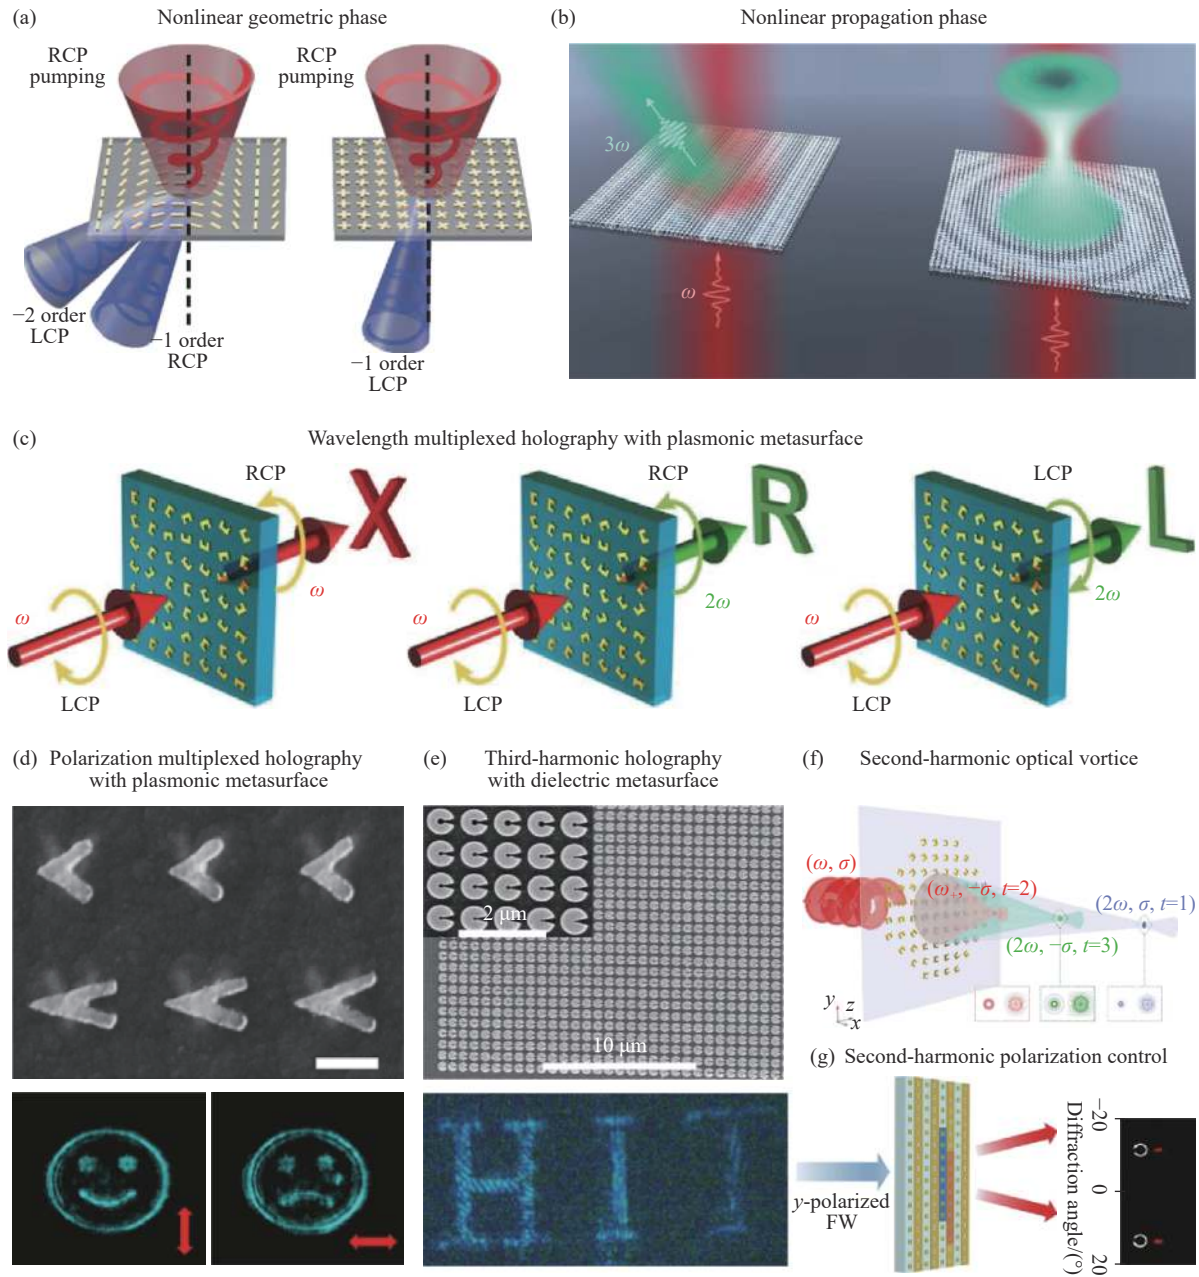 (a) Nonlinear geometric phase
RCP
pumping
RCP
pumping
−2 order
LCP
−1 order
RCP
−1 order
LCP
(b) Nonlinear propagation phase
3ω
ω
(c) Wavelength multiplexed holography with plasmonic metasurface
RCP
X
ω
ω
LCP
RCP
R
2ω
ω
LCP
LCP
L
2ω
ω
LCP
(d) Polarization multiplexed holography
with plasmonic metasurface
(e) Third-harmonic holography
with dielectric metasurface
2 μm
10 μm
H I T
(f) Second-harmonic optical vortice
(ω, σ)
(ω, −σ, t=2)
(2ω, σ, t=1)
(2ω, −σ, t=3)
y
z
x
(g) Second-harmonic polarization control
y-polarized
FW
Diffraction angle/(°)
−20
0
20